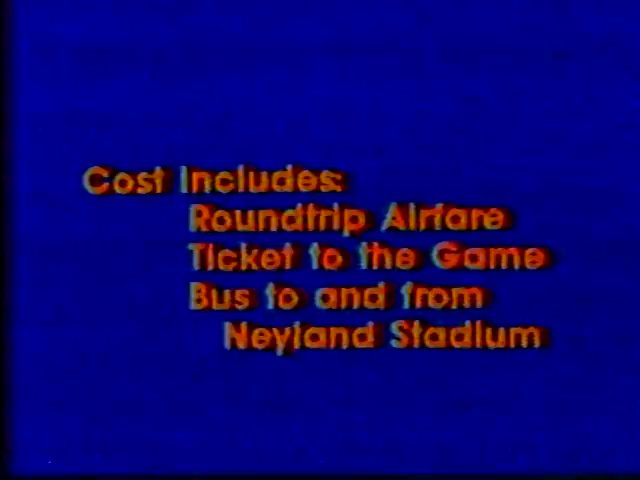 Cost Includes:
Roundtrip Airfare
Ticket to the Game
Bus to and from
Neyland Stadium